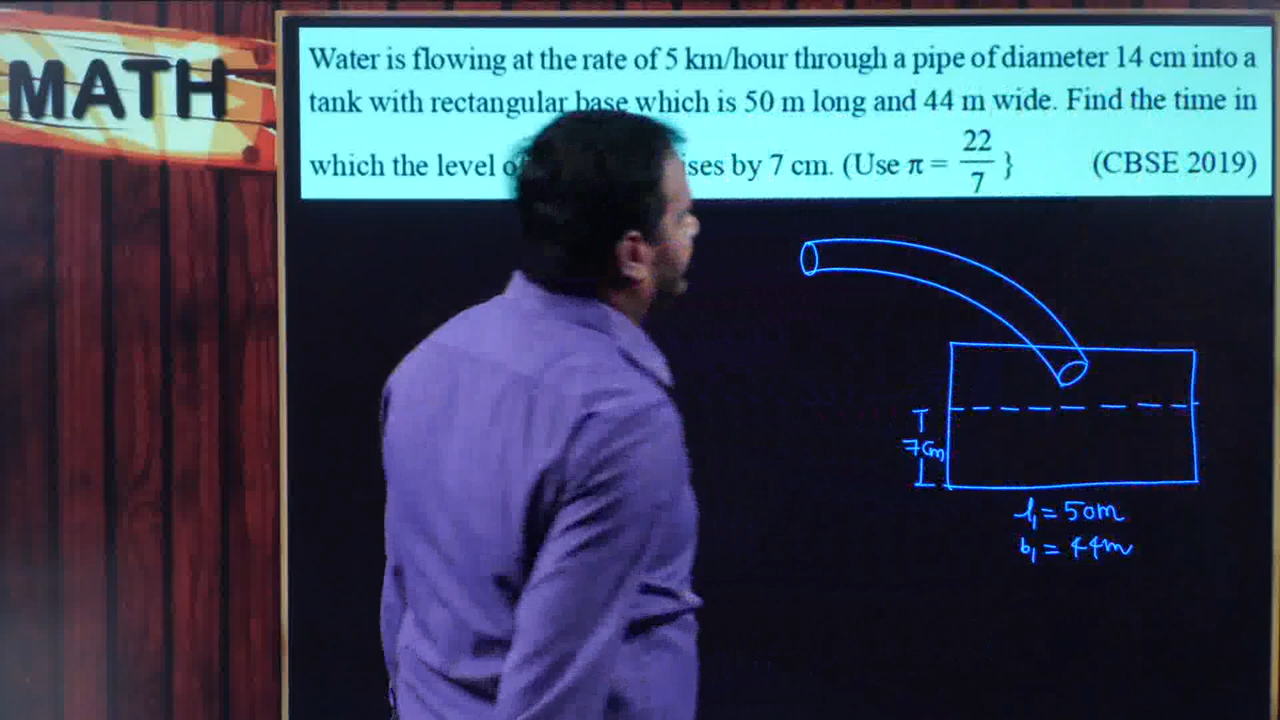 MATH
Water is flowing at the rate of 5 km/hour through a pipe of diameter 14 cm into a
tank with rectangular base which is 50 m long and 44 m wide. Find the time in
which the level ses by 7 cm. (Use π = 22/7 } (CBSE 2019)
7cm
l₁ = 50m
b₁ = 44m